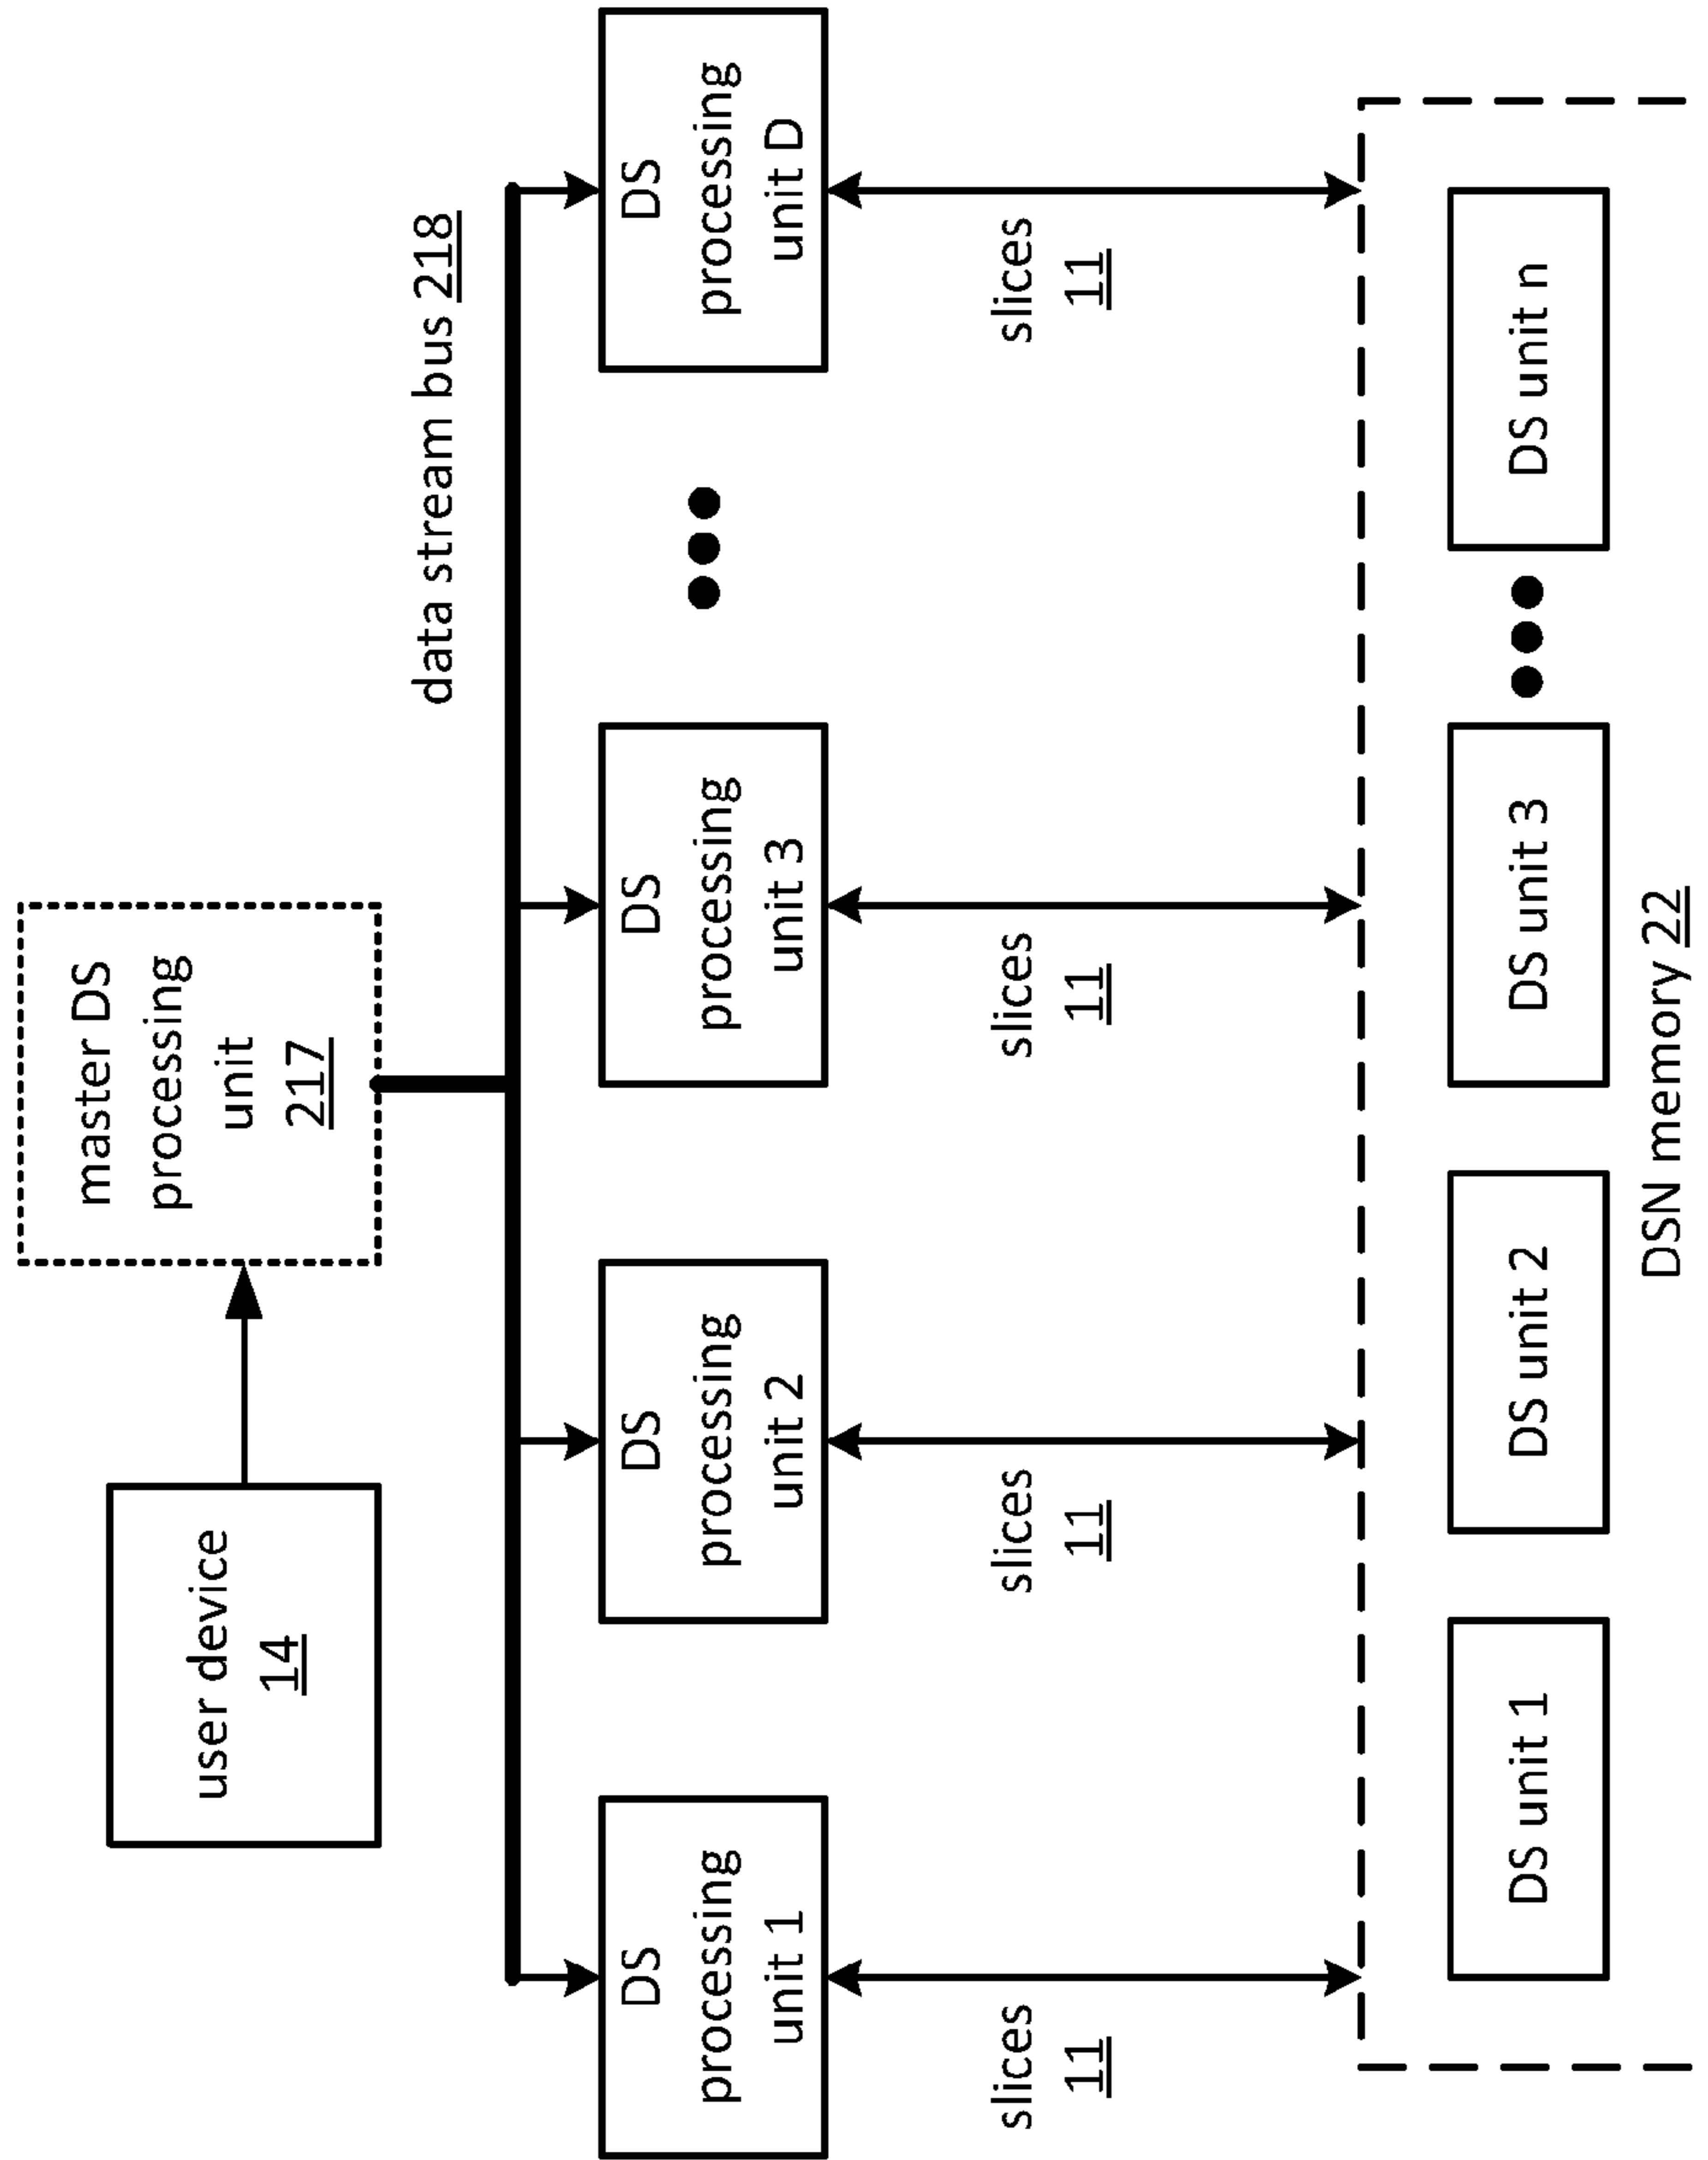 user device
14
master DS
processing
unit
217
data stream bus 218
DS
processing
unit 1
DS
processing
unit 2
DS
processing
unit 3
DS
processing
unit D
slices
11
slices
11
slices
11
slices
11
DS unit 1
DS unit 2
DS unit 3
DS unit n
DSN memory 22